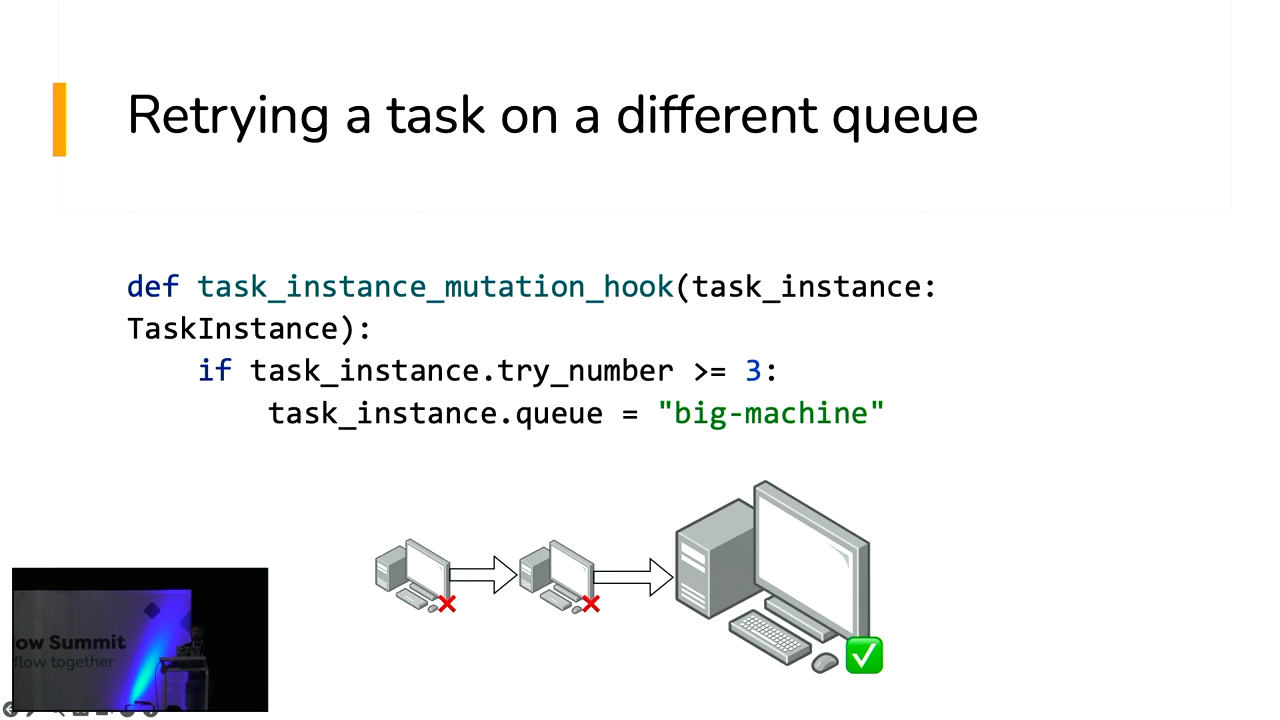 Retrying a task on a different queue
def task_instance_mutation_hook(task_instance:
TaskInstance):
    if task_instance.try_number >= 3:
        task_instance.queue = "big-machine"
ow Summit
flow together